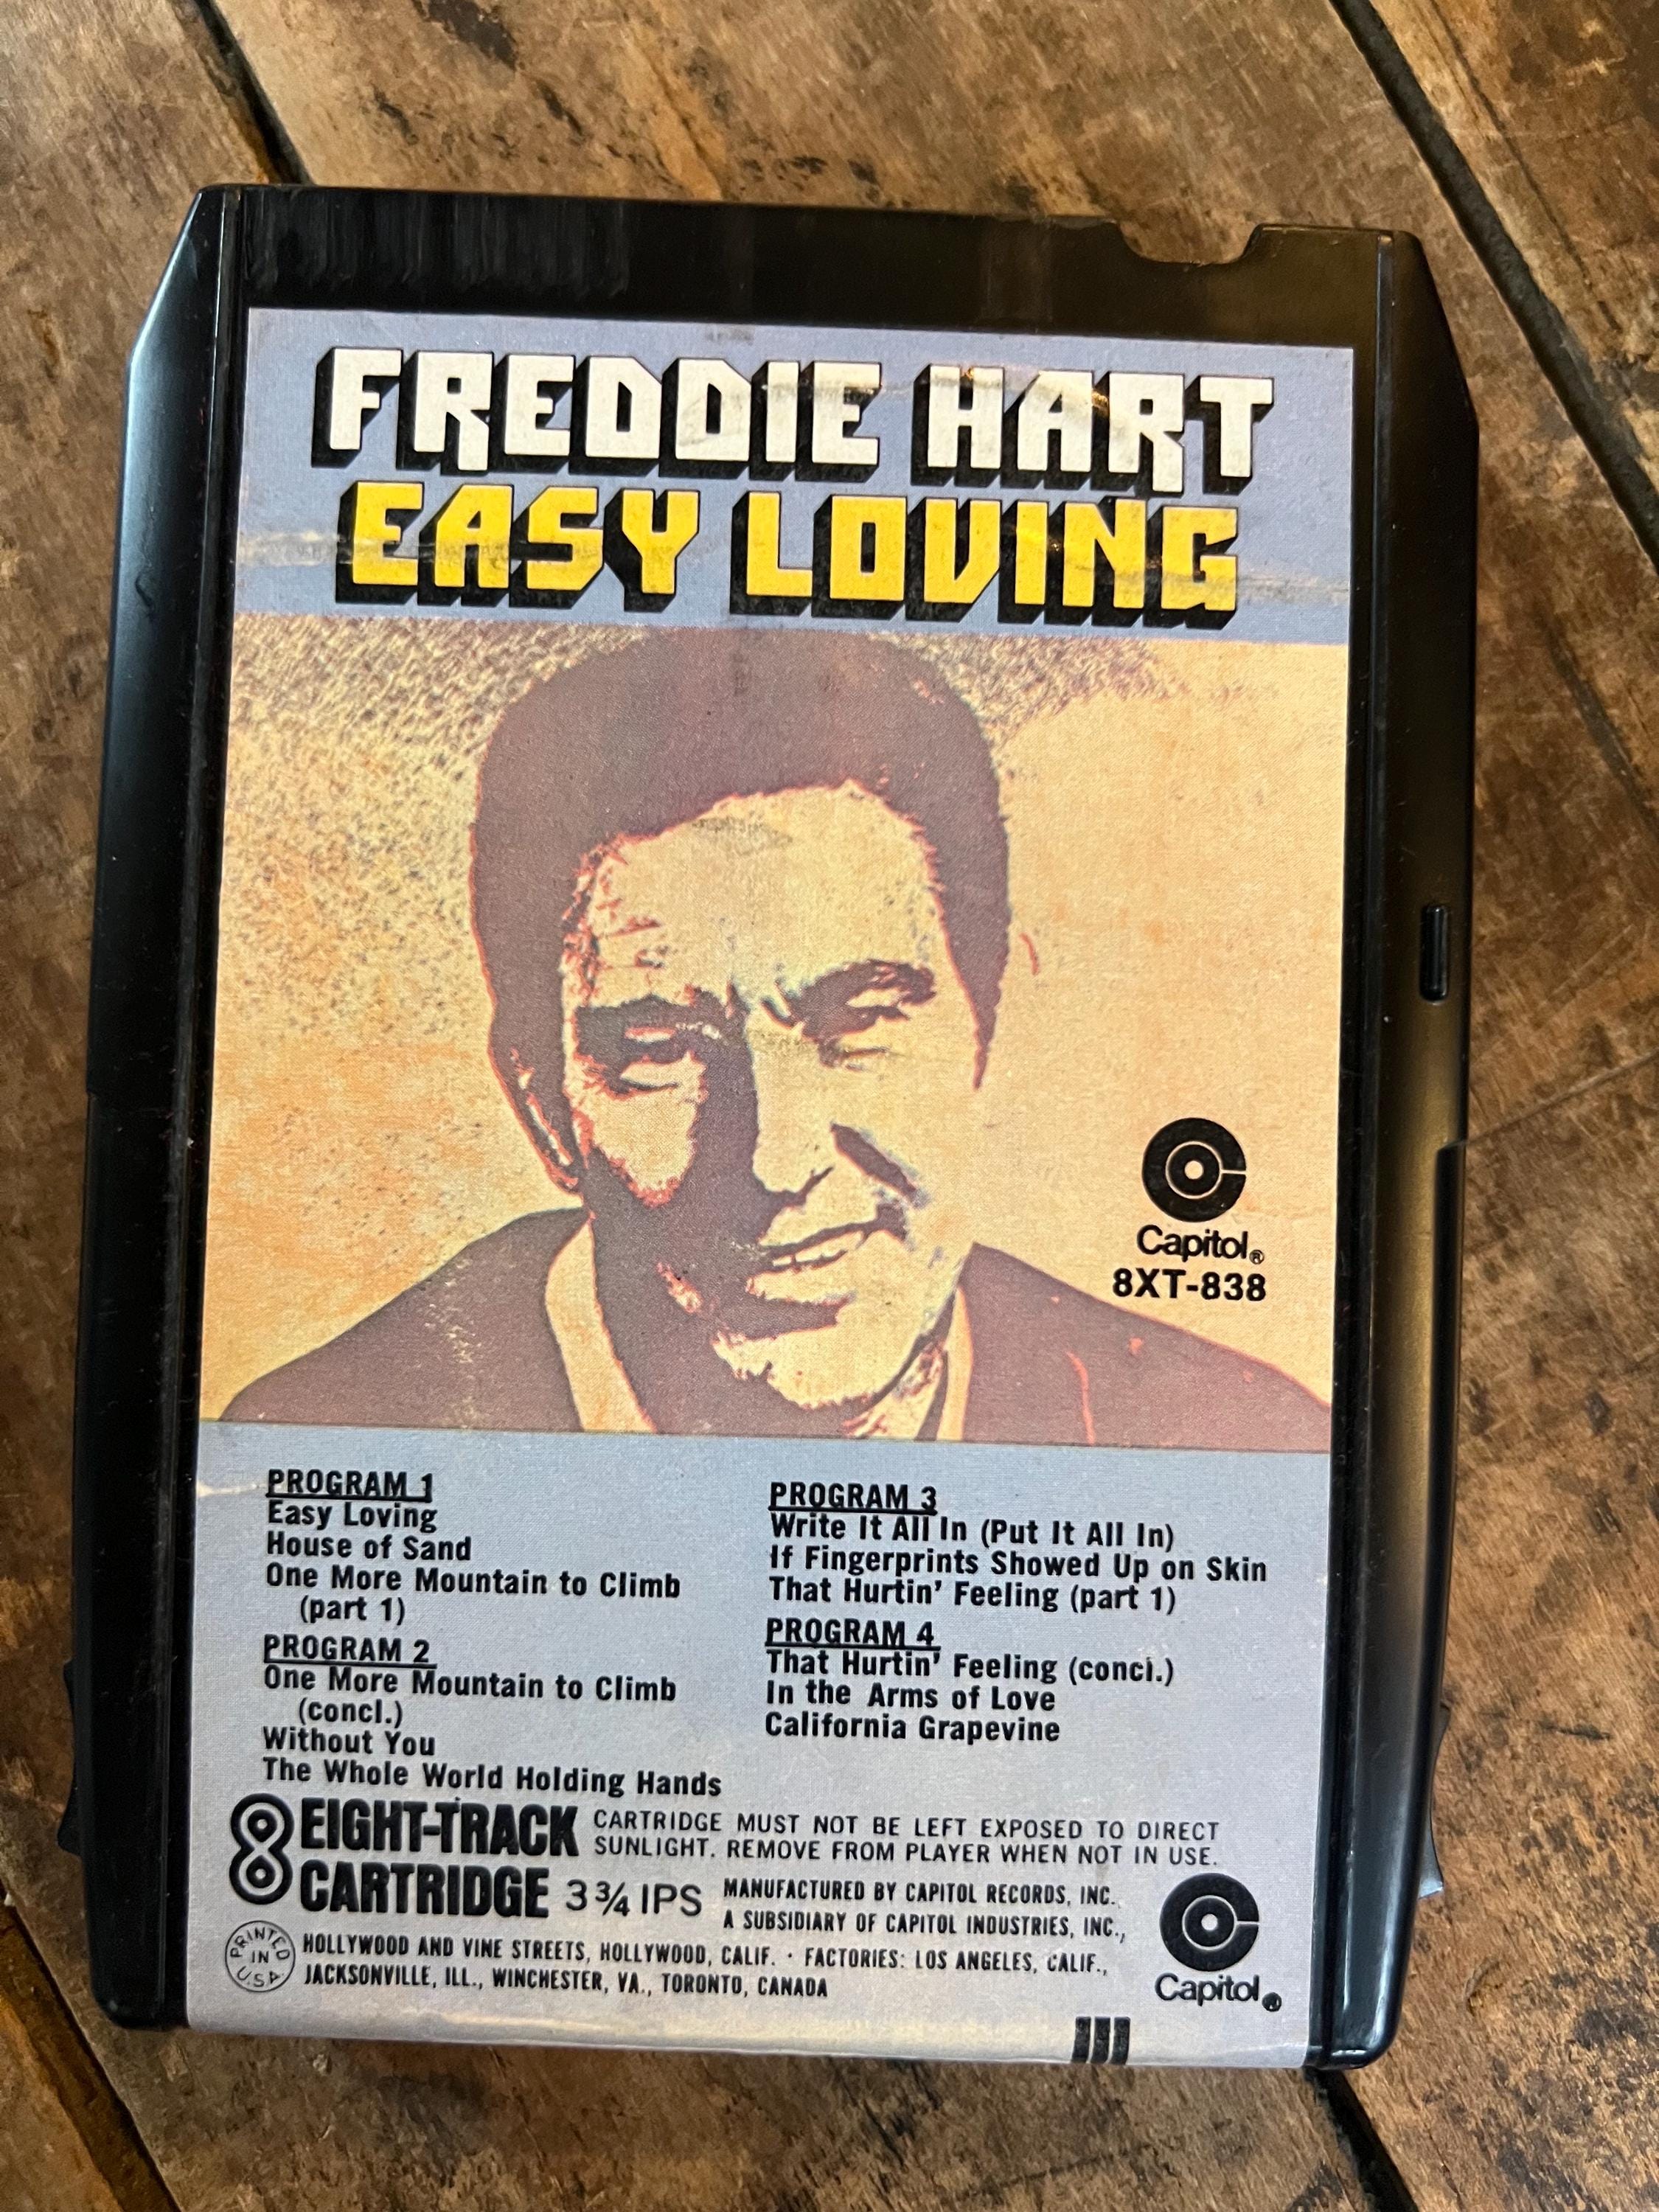 FREDDIE HART
EASY LOVING
Capitol®
8XT-838
PROGRAM 1
Easy Loving
House of Sand
One More Mountain to Climb
(part 1)
PROGRAM 2
One More Mountain to Climb
(concl.)
Without You
The Whole World Holding Hands
PROGRAM 3
Write It All In (Put It All In)
If Fingerprints Showed Up on Skin
That Hurtin' Feeling (part 1)
PROGRAM 4
That Hurtin' Feeling (concl.)
In the Arms of Love
California Grapevine
8 EIGHT-TRACK
CARTRIDGE 3 3/4 IPS
CARTRIDGE MUST NOT BE LEFT EXPOSED TO DIRECT
SUNLIGHT. REMOVE FROM PLAYER WHEN NOT IN USE.
MANUFACTURED BY CAPITOL RECORDS, INC.
A SUBSIDIARY OF CAPITOL INDUSTRIES, INC.,
HOLLYWOOD AND VINE STREETS, HOLLYWOOD, CALIF. · FACTORIES: LOS ANGELES, CALIF.,
JACKSONVILLE, ILL., WINCHESTER, VA., TORONTO, CANADA
PRINTED
IN
U.S.A.
Capitol®